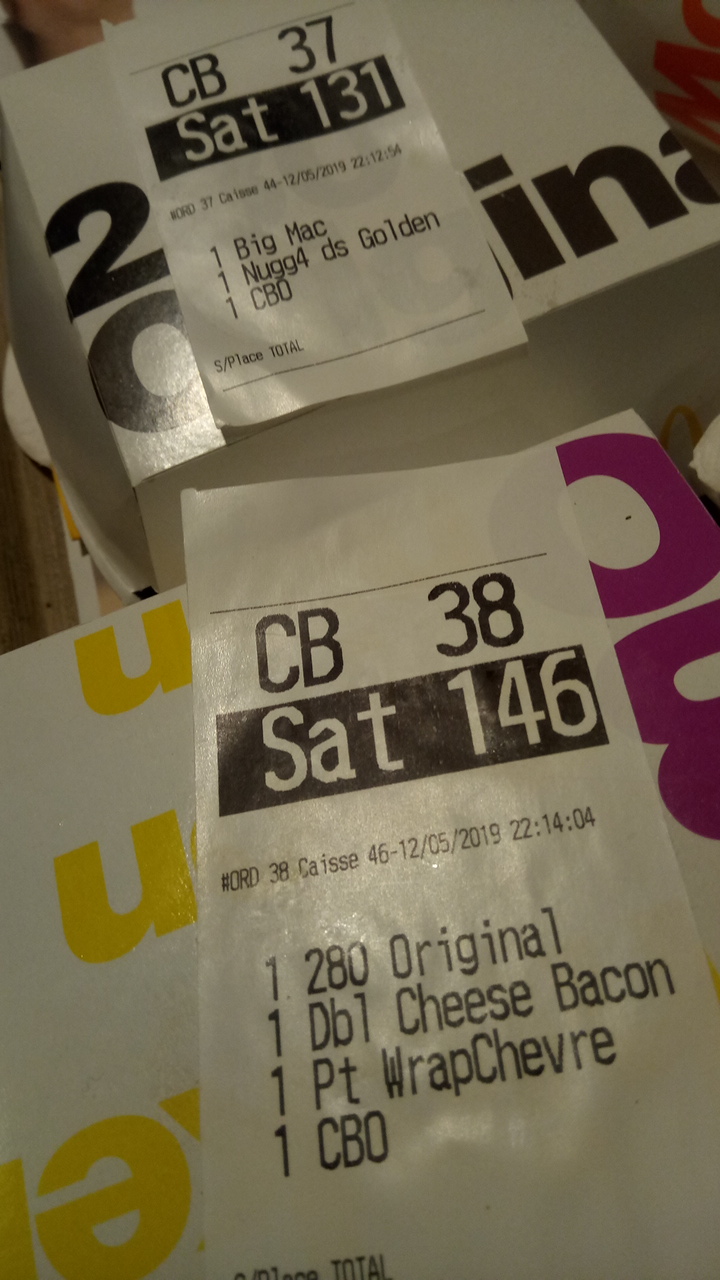 CB 37
Sat 131
#ORD 37 Caisse 44-12/05/2019 22:12:54
1 Big Mac
1 Nugg4 ds Golden
1 CBO
S/Place TOTAL
CB 38
Sat 146
#ORD 38 Caisse 46-12/05/2019 22:14:04
1 280 Original
1 Dbl Cheese Bacon
1 Pt WrapChevre
1 CBO
S/Place TOTAL